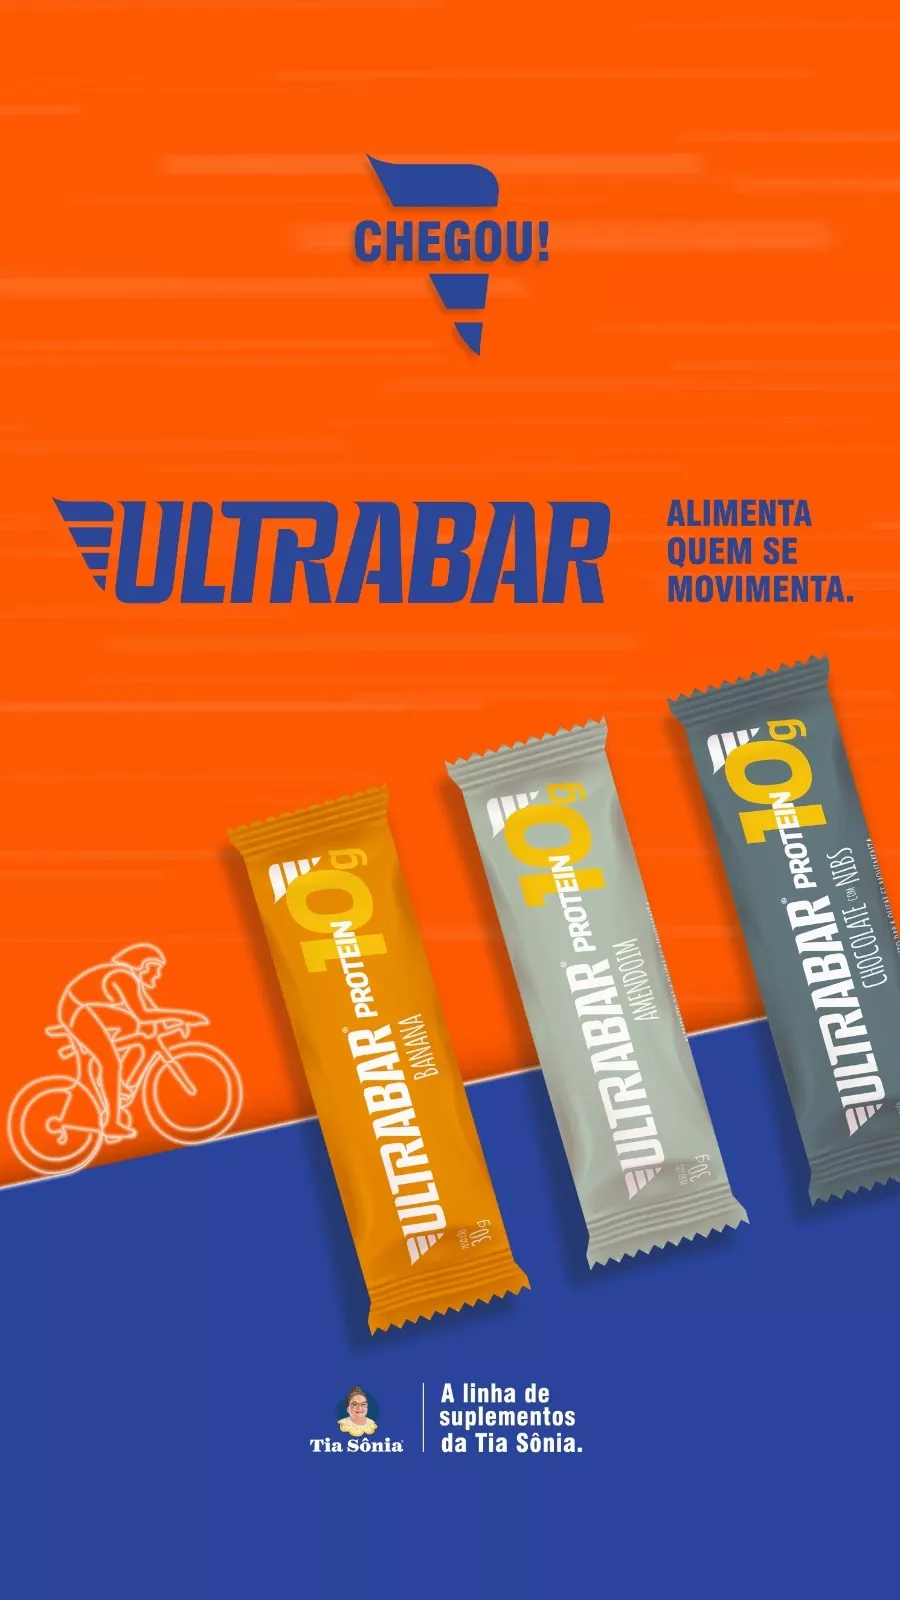 CHEGOU!
ULTRABAR
ALIMENTA
QUEM SE
MOVIMENTA.
10g
PROTEIN
ULTRABAR®
BANANA
30g
10g
PROTEIN
ULTRABAR®
AMENDOIM
30g
10g
PROTEIN
ULTRABAR®
CHOCOLATE COM NIBS
Tia Sônia
A linha de
suplementos
da Tia Sônia.